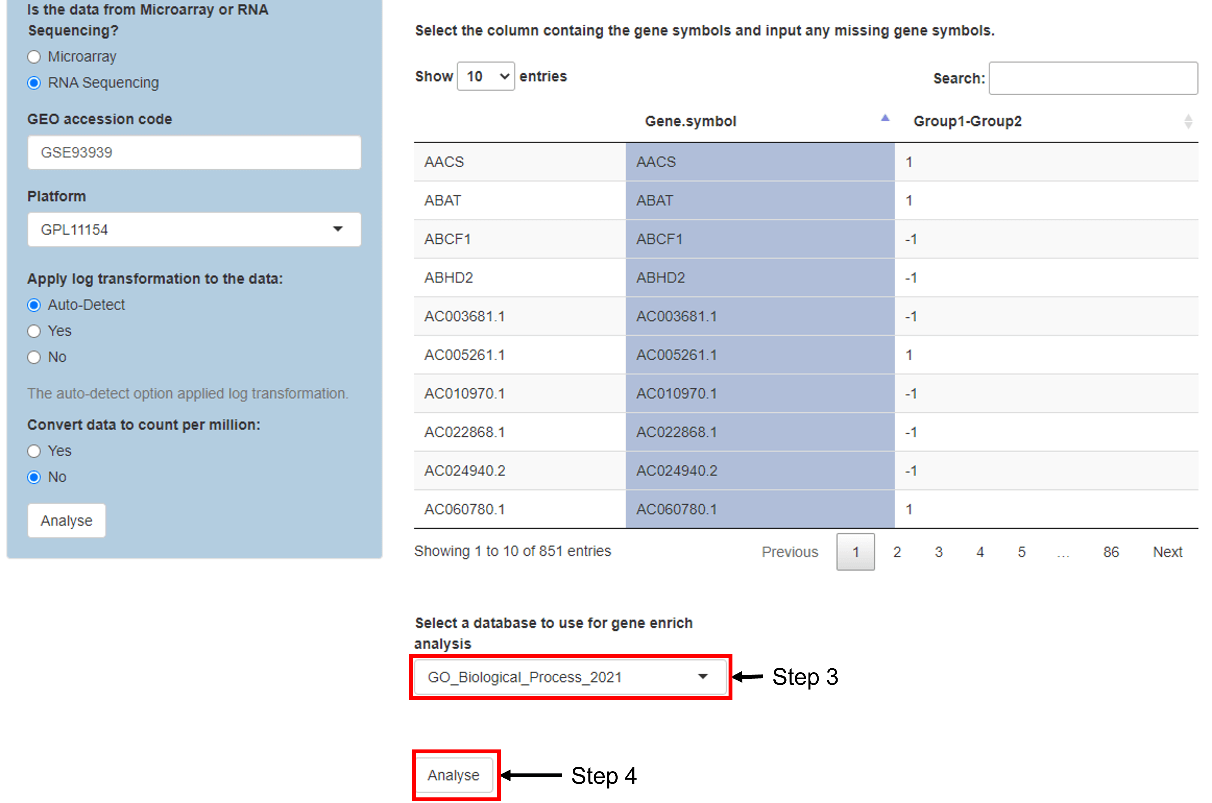 Is the data from Microarray or RNA
Sequencing?
Microarray
RNA Sequencing
GEO accession code
GSE93939
Platform
GPL11154
Apply log transformation to the data:
Auto-Detect
Yes
No
The auto-detect option applied log transformation.
Convert data to count per million:
Yes
No
Analyse
Select the column containg the gene symbols and input any missing gene symbols.
Show 10 entries
Search:
Gene.symbol Group1-Group2
AACS AACS 1
ABAT ABAT 1
ABCF1 ABCF1 -1
ABHD2 ABHD2 -1
AC003681.1 AC003681.1 -1
AC005261.1 AC005261.1 1
AC010970.1 AC010970.1 -1
AC022868.1 AC022868.1 -1
AC024940.2 AC024940.2 -1
AC060780.1 AC060780.1 1
Showing 1 to 10 of 851 entries
Previous 1 2 3 4 5 … 86 Next
Select a database to use for gene enrich
analysis
GO_Biological_Process_2021
Step 3
Analyse
Step 4